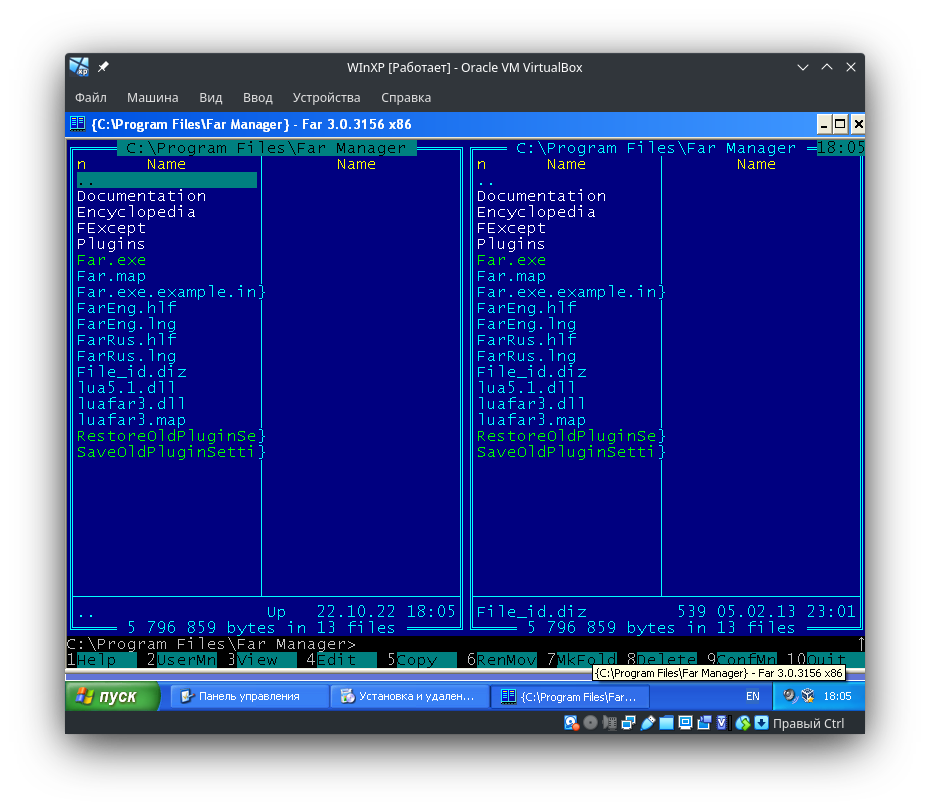 WInXP [Работает] - Oracle VM VirtualBox
Файл Машина Вид Ввод Устройства Справка
{C:\Program Files\Far Manager} - Far 3.0.3156 x86
C:\Program Files\Far Manager C:\Program Files\Far Manager 18:05
n Name Name n Name Name
.. ..
Documentation Documentation
Encyclopedia Encyclopedia
FExcept FExcept
Plugins Plugins
Far.exe Far.exe
Far.map Far.map
Far.exe.example.in} Far.exe.example.in}
FarEng.hlf FarEng.hlf
FarEng.lng FarEng.lng
FarRus.hlf FarRus.hlf
FarRus.lng FarRus.lng
File_id.diz File_id.diz
lua5.1.dll lua5.1.dll
luafar3.dll luafar3.dll
luafar3.map luafar3.map
RestoreOldPluginSe} RestoreOldPluginSe}
SaveOldPluginSetti} SaveOldPluginSetti}
.. Up 22.10.22 18:05 File_id.diz 539 05.02.13 23:01
5 796 859 bytes in 13 files 5 796 859 bytes in 13 files
C:\Program Files\Far Manager> ↑
1Help 2UserMn 3View 4Edit 5Copy 6RenMov 7MkFold 8Delete 9ConfMn 10Quit
{C:\Program Files\Far Manager} - Far 3.0.3156 x86
пуск Панель управления Установка и удален... {C:\Program Files\Far... EN 18:05
Правый Ctrl